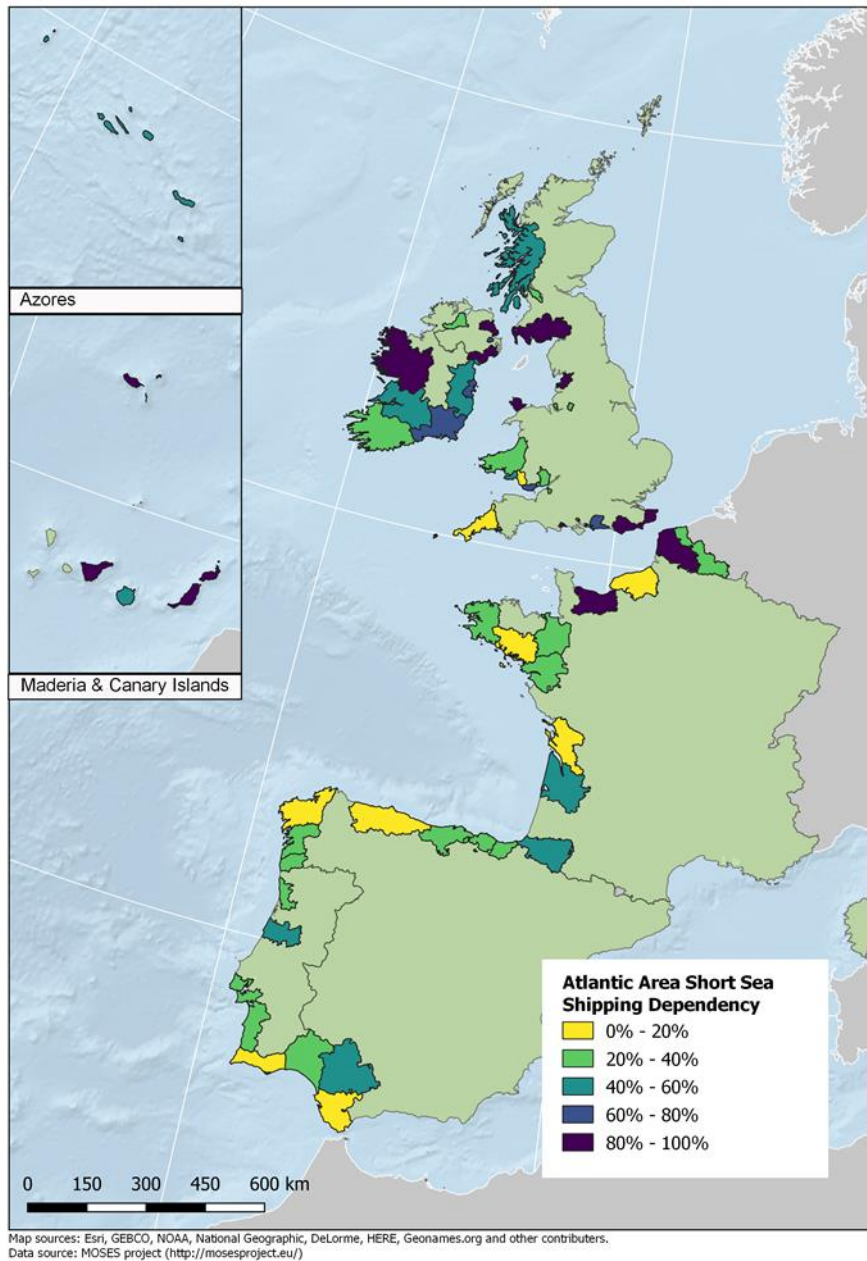 Azores
Maderia & Canary Islands
Atlantic Area Short Sea
Shipping Dependency
0% - 20%
20% - 40%
40% - 60%
60% - 80%
80% - 100%
0 150 300 450 600 km
Map sources: Esri, GEBCO, NOAA, National Geographic, DeLorme, HERE, Geonames.org and other contributers.
Data source: MOSES project (http://mosesproject.eu/)